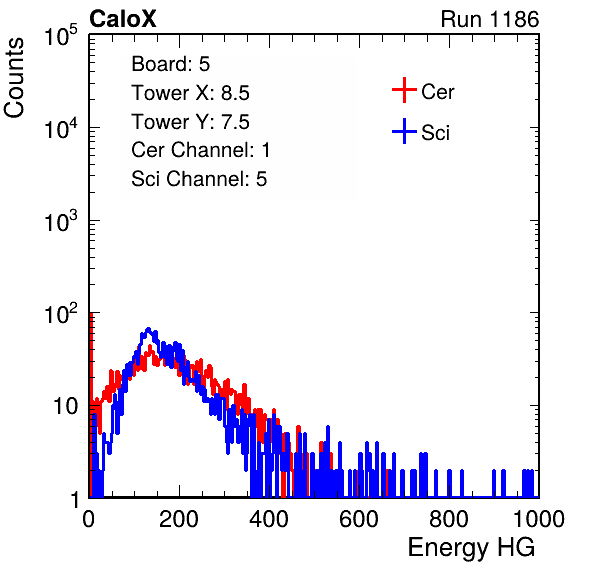 CaloX Run 1186
Counts
10^5
10^4
10^3
10^2
10
1
Board: 5
Tower X: 8.5
Tower Y: 7.5
Cer Channel: 1
Sci Channel: 5
Cer
Sci
0 200 400 600 800 1000
Energy HG